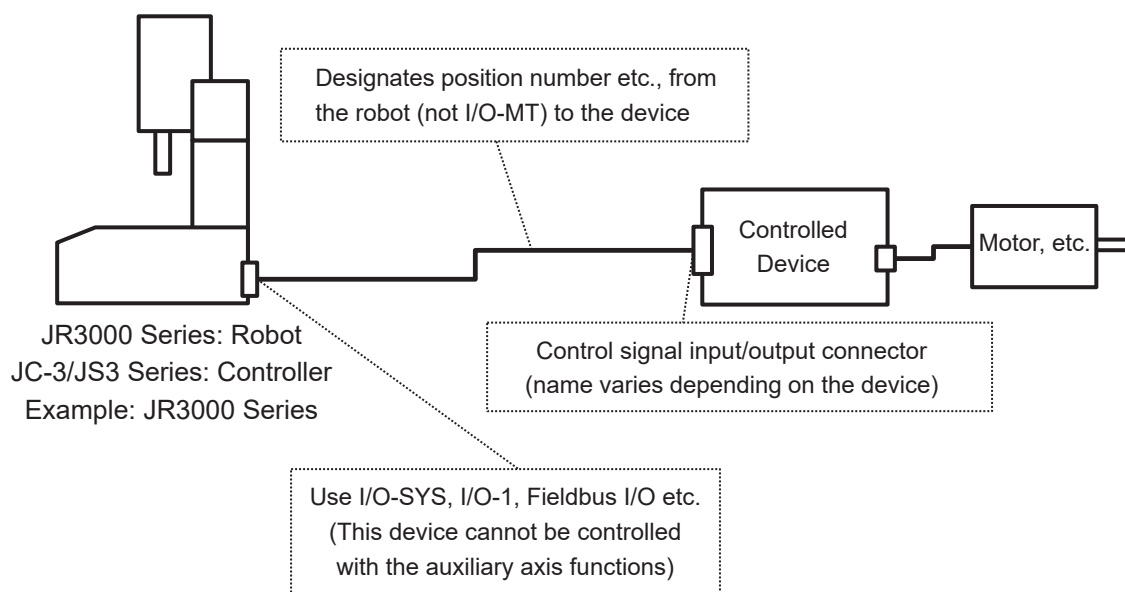 Designates position number etc., from
the robot (not I/O-MT) to the device
Controlled
Device
Motor, etc.
JR3000 Series: Robot
JC-3/JS3 Series: Controller
Example: JR3000 Series
Control signal input/output connector
(name varies depending on the device)
Use I/O-SYS, I/O-1, Fieldbus I/O etc.
(This device cannot be controlled
with the auxiliary axis functions)